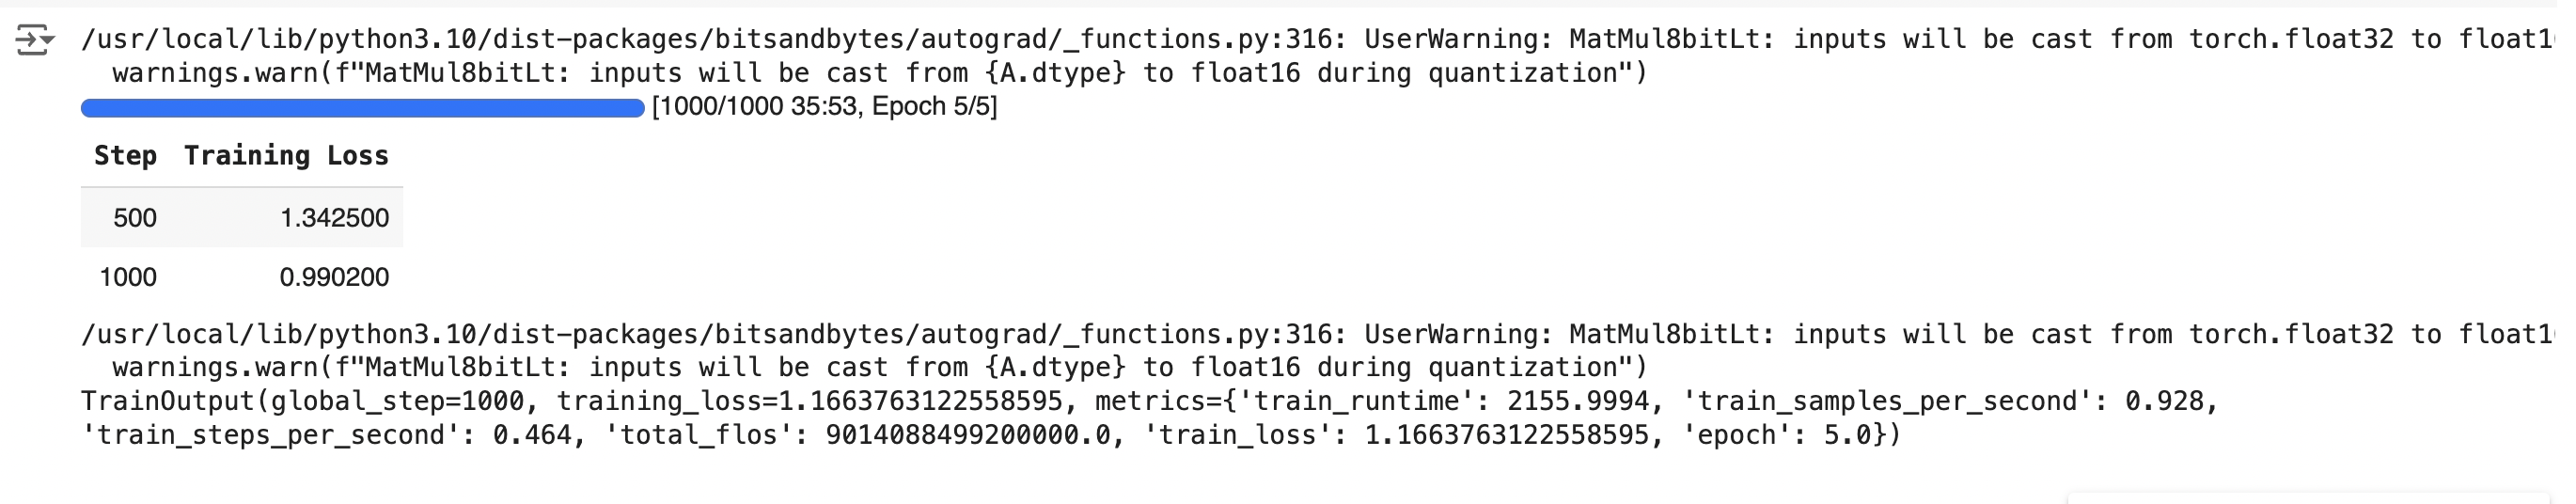 /usr/local/lib/python3.10/dist-packages/bitsandbytes/autograd/_functions.py:316: UserWarning: MatMul8bitLt: inputs will be cast from torch.float32 to float1
warnings.warn(f"MatMul8bitLt: inputs will be cast from {A.dtype} to float16 during quantization")
[1000/1000 35:53, Epoch 5/5]
Step Training Loss
500 1.342500
1000 0.990200
/usr/local/lib/python3.10/dist-packages/bitsandbytes/autograd/_functions.py:316: UserWarning: MatMul8bitLt: inputs will be cast from torch.float32 to float1
warnings.warn(f"MatMul8bitLt: inputs will be cast from {A.dtype} to float16 during quantization")
TrainOutput(global_step=1000, training_loss=1.1663763122558595, metrics={'train_runtime': 2155.9994, 'train_samples_per_second': 0.928,
'train_steps_per_second': 0.464, 'total_flos': 9014088499200000.0, 'train_loss': 1.1663763122558595, 'epoch': 5.0})